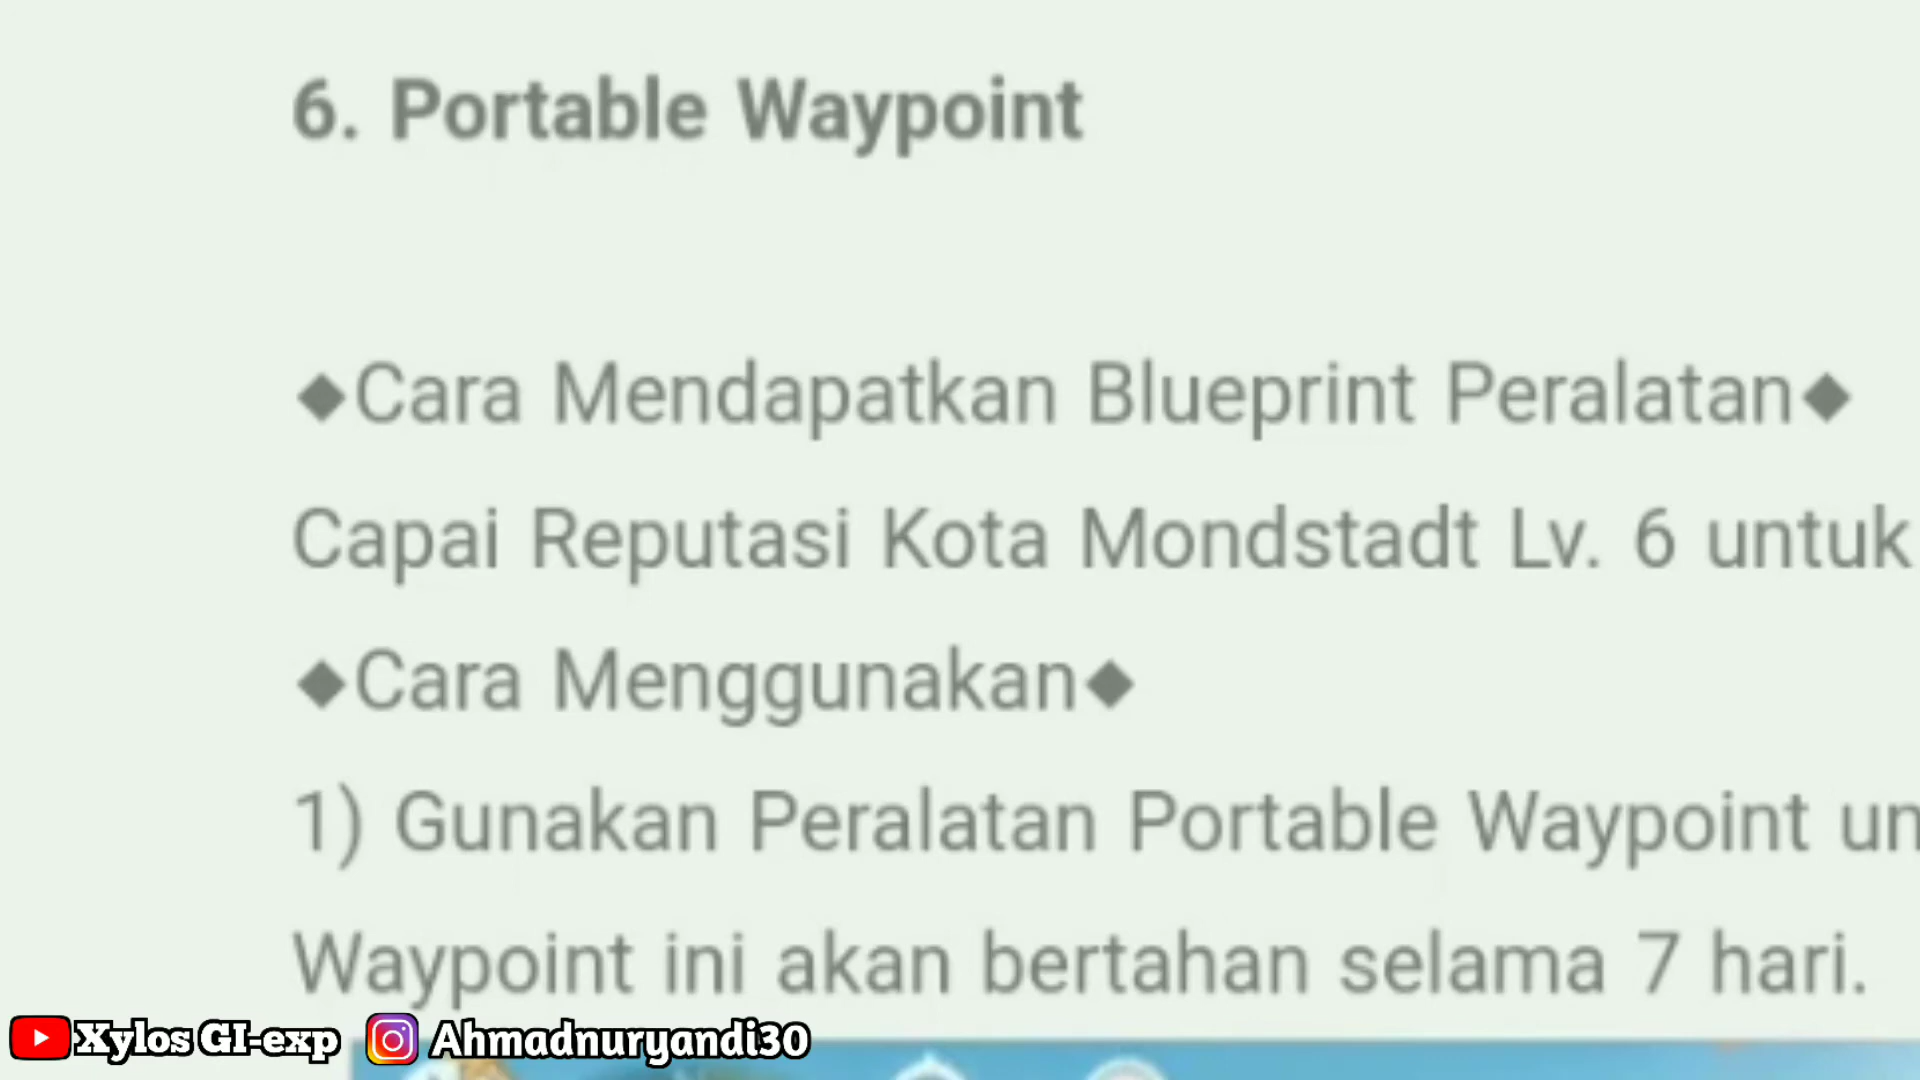 6. Portable Waypoint
◆Cara Mendapatkan Blueprint Peralatan◆
Capai Reputasi Kota Mondstadt Lv. 6 untuk
◆Cara Menggunakan◆
1) Gunakan Peralatan Portable Waypoint un
Waypoint ini akan bertahan selama 7 hari.
Xylos GI-exp Ahmadnuryandi30